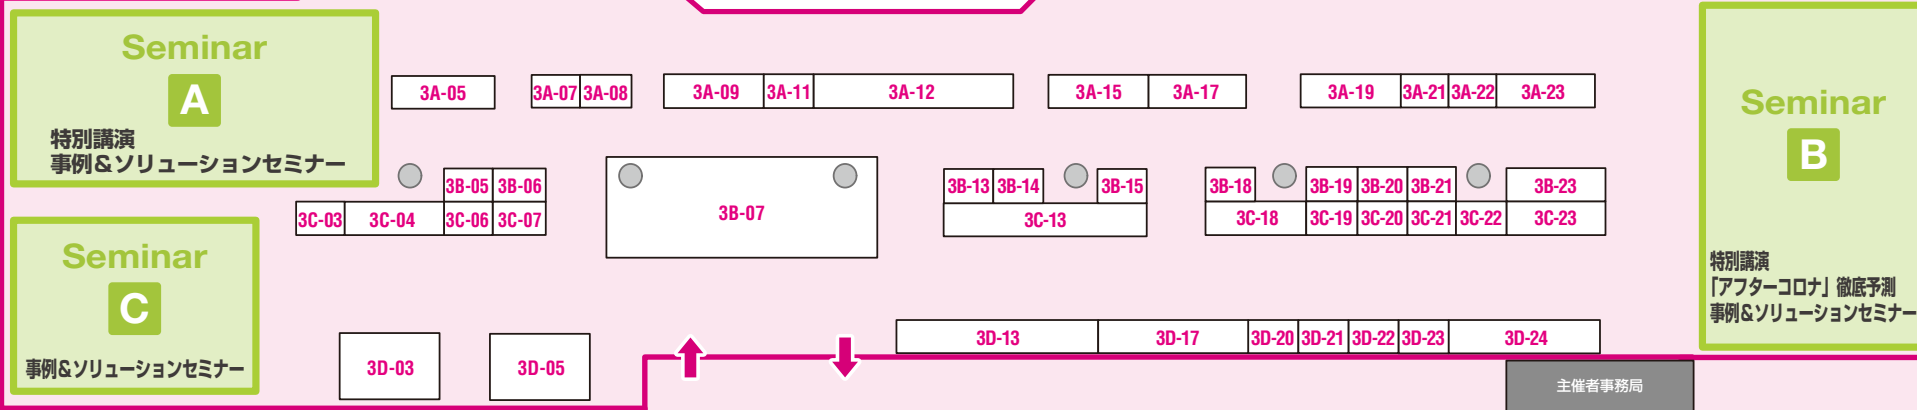 Seminar
A
特別講演
事例&ソリューションセミナー
3A-05
3A-07 3A-08
3A-09 3A-11 3A-12
3A-15 3A-17
3A-19 3A-21 3A-22 3A-23
Seminar
B
特別講演
「アフターコロナ」徹底予測
事例&ソリューションセミナー
3B-05 3B-06
3C-03 3C-04 3C-06 3C-07
3B-07
3B-13 3B-14 3B-15
3C-13
3B-18 3B-19 3B-20 3B-21 3B-23
3C-18 3C-19 3C-20 3C-21 3C-22 3C-23
Seminar
C
事例&ソリューションセミナー
3D-03
3D-05
3D-13 3D-17 3D-20 3D-21 3D-22 3D-23 3D-24
主催者事務局